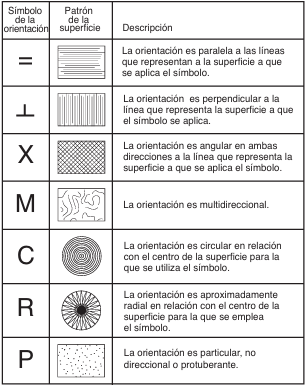 Símbolo
de la
orientación
Patrón
de la
superficie
Descripción
=
La orientación es paralela a las líneas
que representan a la superficie a que
se aplica el símbolo.
⊥
La orientación es perpendicular a la
línea que representa la superficie a que
el símbolo se aplica.
X
La orientación es angular en ambas
direcciones a la línea que representa la
superficie a que se aplica el símbolo.
M
La orientación es multidireccional.
C
La orientación es circular en relación
con el centro de la superficie para la
que se utiliza el símbolo.
R
La orientación es aproximadamente
radial en relación con el centro de la
superficie para la que se emplea
el símbolo.
P
La orientación es particular, no
direccional o protuberante.